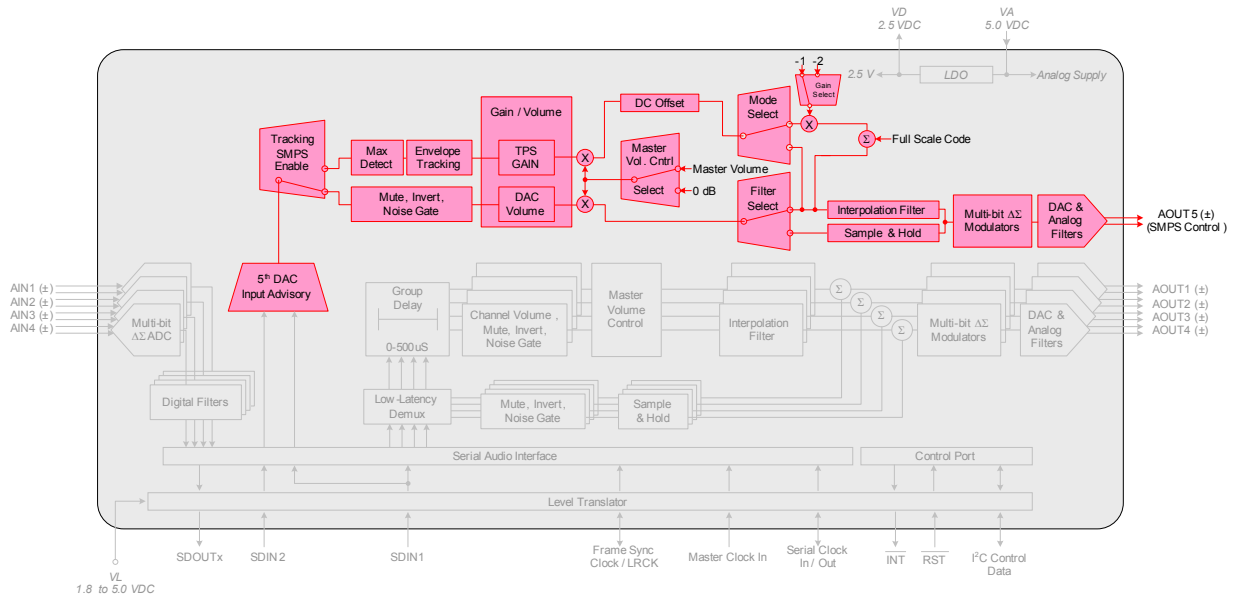 VD
2.5 VDC
VA
5.0 VDC
2.5 V
LDO
Analog Supply
-1 -2
Gain
Select
Mode
Select
DC Offset
X
Σ
Full Scale Code
Gain / Volume
Tracking
SMPS
Enable
Max
Detect
Envelope
Tracking
TPS
GAIN
X
Master
Vol. Cntrl
Select
Master Volume
0 dB
Mute, Invert,
Noise Gate
DAC
Volume
X
Filter
Select
Interpolation Filter
Sample & Hold
Multi-bit ΔΣ
Modulators
DAC &
Analog
Filters
AOUT5 (±)
(SMPS Control )
5th DAC
Input Advisory
AIN1 (±)
AIN2 (±)
AIN3 (±)
AIN4 (±)
Multi-bit
ΔΣ ADC
Digital Filters
Group
Delay
0-500uS
Channel Volume ,
Mute, Invert,
Noise Gate
Master
Volume
Control
Interpolation
Filter
Σ
Σ
Σ
Σ
Multi-bit ΔΣ
Modulators
DAC &
Analog
Filters
AOUT1 (±)
AOUT2 (±)
AOUT3 (±)
AOUT4 (±)
Low-Latency
Demux
Mute, Invert,
Noise Gate
Sample
& Hold
Serial Audio Interface
Control Port
Level Translator
VL
1.8 to 5.0 VDC
SDOUTx
SDIN2
SDIN1
Frame Sync
Clock / LRCK
Master Clock In
Serial Clock
In / Out
INT
RST
I²C Control
Data